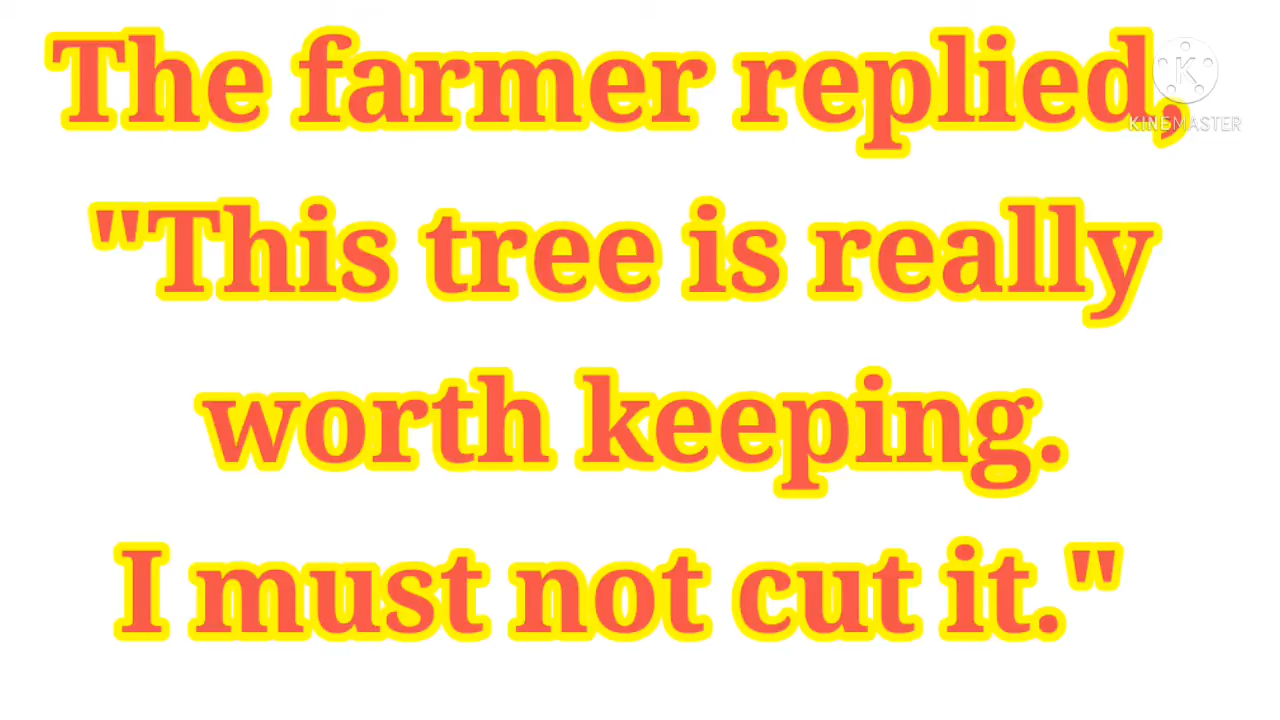 The farmer replied,
KINEMASTER
"This tree is really
worth keeping.
I must not cut it."